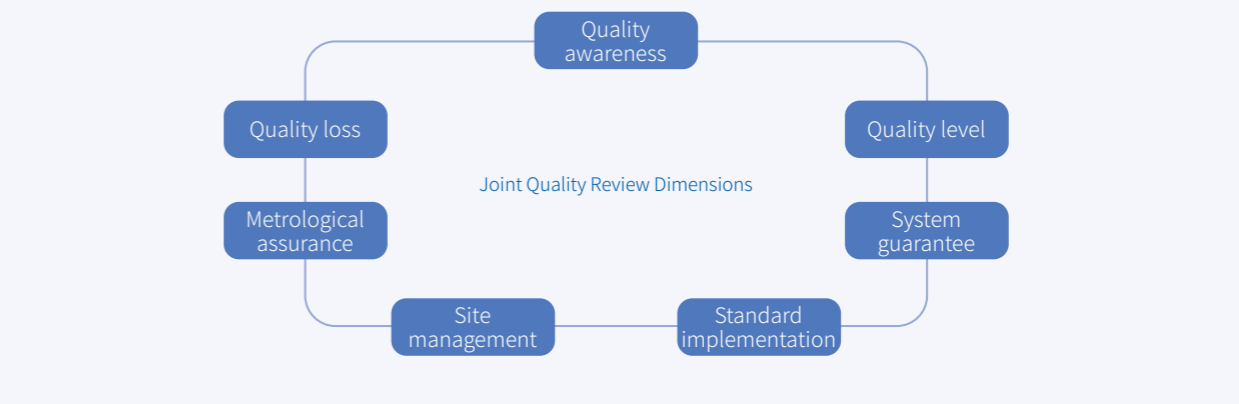 Quality
awareness
Quality loss
Quality level
Joint Quality Review Dimensions
Metrological
assurance
System
guarantee
Site
management
Standard
implementation